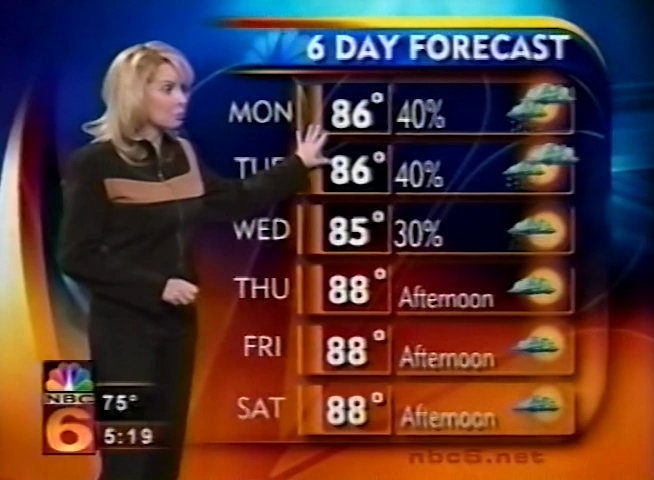 6 DAY FORECAST
MON 86° 40%
TUE 86° 40%
WED 85° 30%
THU 88° Afternoon
FRI 88° Afternoon
SAT 88° Afternoon
NBC 75°
6 5:19
nbc6.net